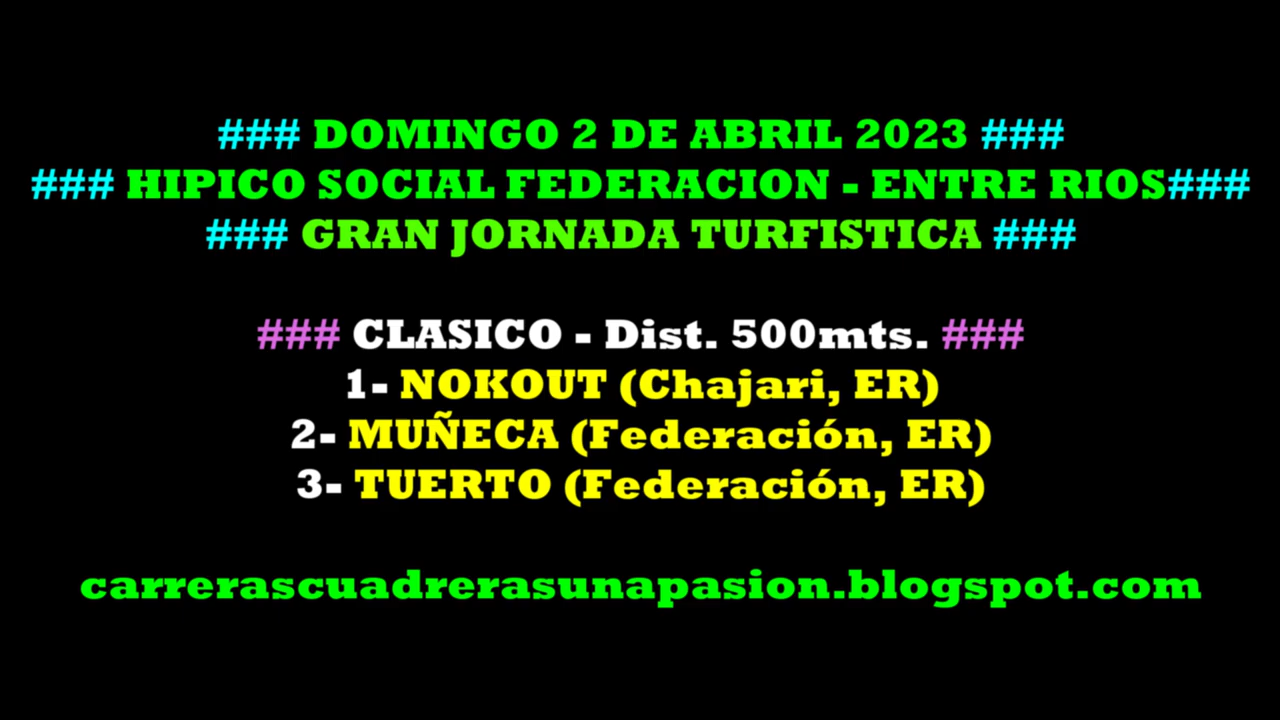 ### DOMINGO 2 DE ABRIL 2023 ###
### HIPICO SOCIAL FEDERACION - ENTRE RIOS###
### GRAN JORNADA TURFISTICA ###
### CLASICO - Dist. 500mts. ###
1- NOKOUT (Chajari, ER)
2- MUÑECA (Federación, ER)
3- TUERTO (Federación, ER)
carrerascuadrerasunapasion.blogspot.com